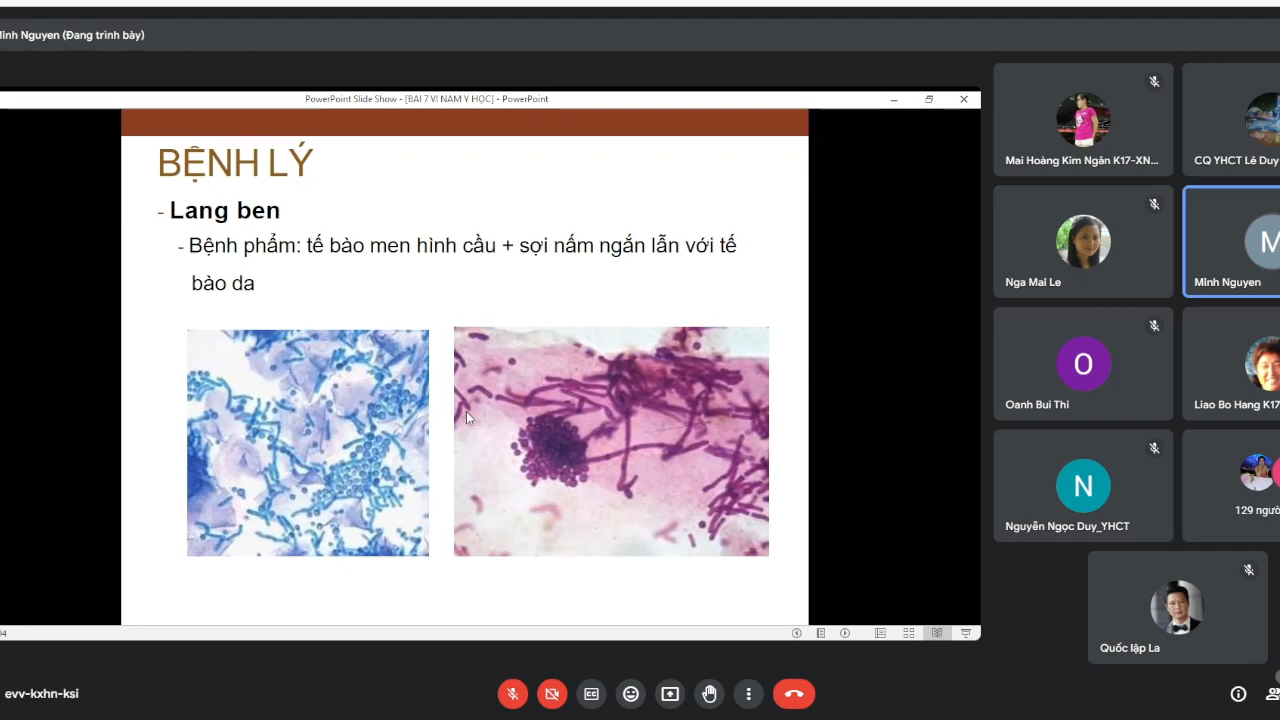 Minh Nguyen (Đang trình bày)
PowerPoint Slide Show - [BAI 7 VI NAM Y HỌC] - PowerPoint
BỆNH LÝ
- Lang ben
- Bệnh phẩm: tế bào men hình cầu + sợi nấm ngắn lẫn với tế
bào da
Mai Hoàng Kim Ngân K17-XN...
CQ YHCT Lê Duy
Nga Mai Le
M
Minh Nguyen
O
Oanh Bui Thi
Liao Bo Hang K17
N
Nguyễn Ngọc Duy_YHCT
129 người
Quốc lập La
evv-kxhn-ksi